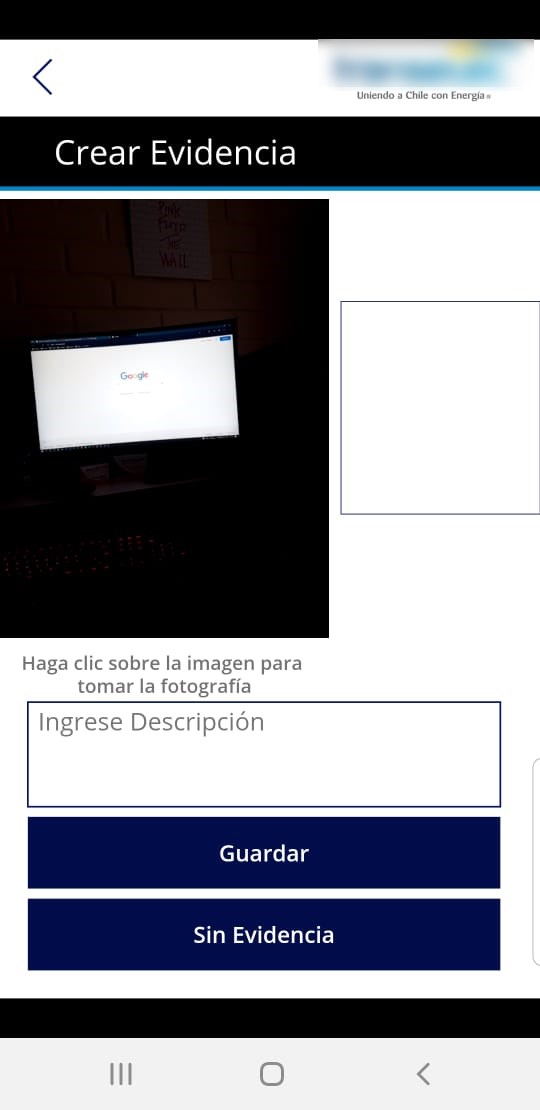 Uniendo a Chile con Energía
Crear Evidencia
PINK
FLOYD
THE
WALL
Google
Haga clic sobre la imagen para
tomar la fotografía
Ingrese Descripción
Guardar
Sin Evidencia